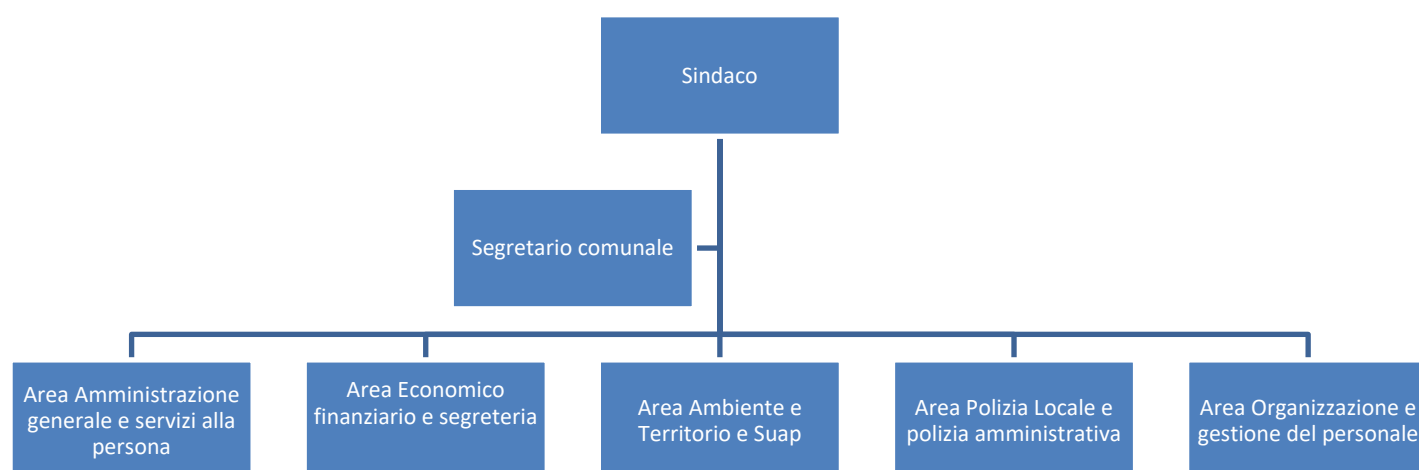 Sindaco
Segretario comunale
Area Amministrazione
generale e servizi alla
persona
Area Economico
finanziario e segreteria
Area Ambiente e
Territorio e Suap
Area Polizia Locale e
polizia amministrativa
Area Organizzazione e
gestione del personale